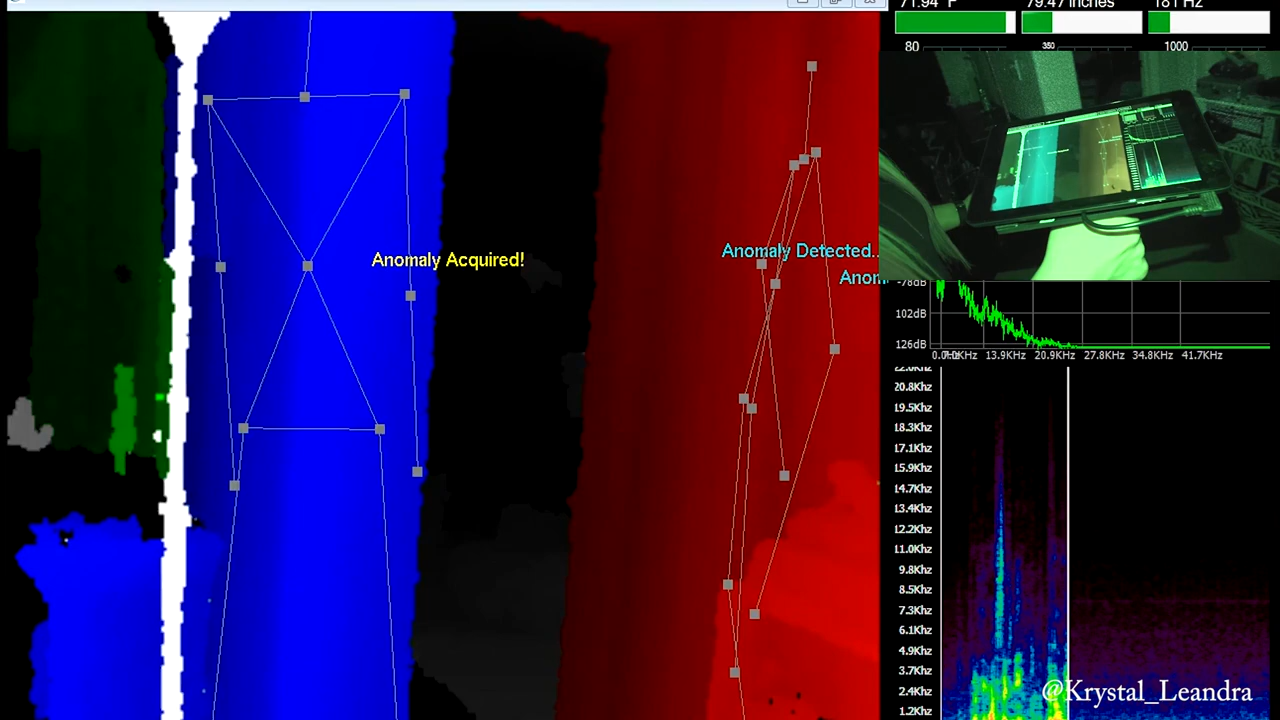 71.94° F
79.47 inches
181 Hz
80
350
1000
Anomaly Acquired!
Anomaly Detected..
Anom
-78dB
102dB
126dB
13.9KHz 20.9KHz 27.8KHz 34.8KHz 41.7KHz
22.0Khz
20.8Khz
19.5Khz
18.3Khz
17.1Khz
15.9Khz
14.7Khz
13.4Khz
12.2Khz
11.0Khz
9.8Khz
8.5Khz
7.3Khz
6.1Khz
4.9Khz
3.7Khz
2.4Khz
1.2Khz
@Krystal_Leandra